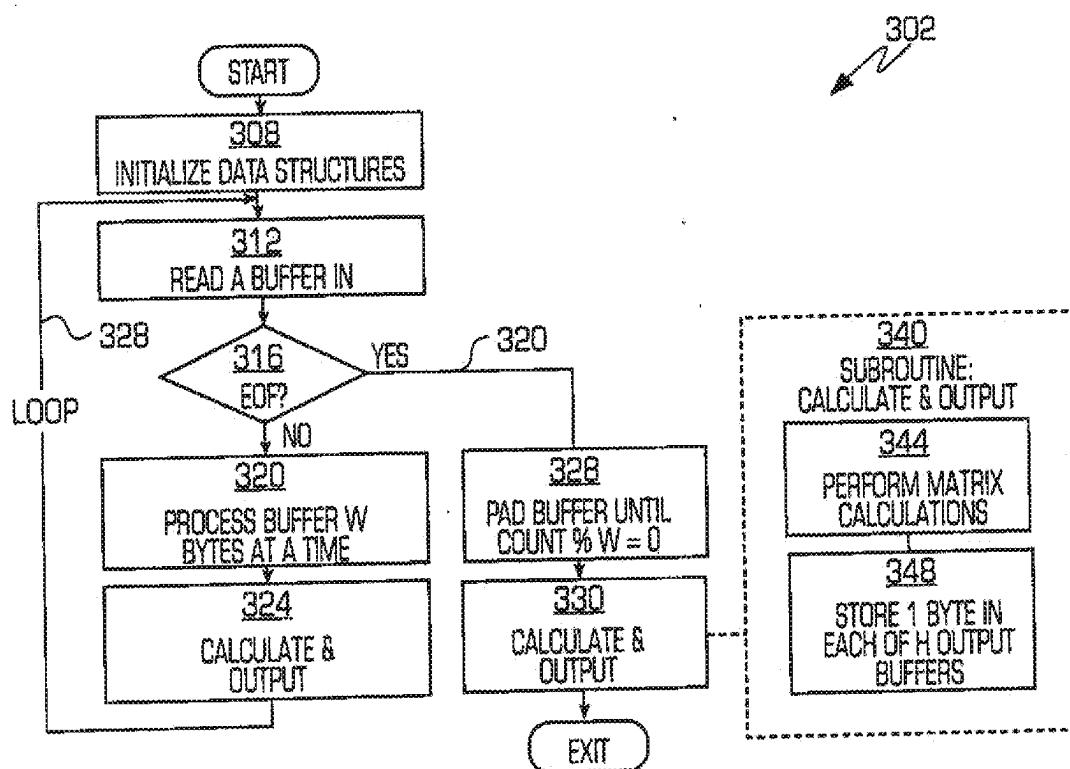 302
START
308
INITIALIZE DATA STRUCTURES
312
READ A BUFFER IN
328
316
EOF?
YES
320
LOOP
NO
320
PROCESS BUFFER W
BYTES AT A TIME
328
PAD BUFFER UNTIL
COUNT % W = 0
324
CALCULATE &
OUTPUT
330
CALCULATE &
OUTPUT
EXIT
340
SUBROUTINE:
CALCULATE & OUTPUT
344
PERFORM MATRIX
CALCULATIONS
348
STORE 1 BYTE IN
EACH OF H OUTPUT
BUFFERS